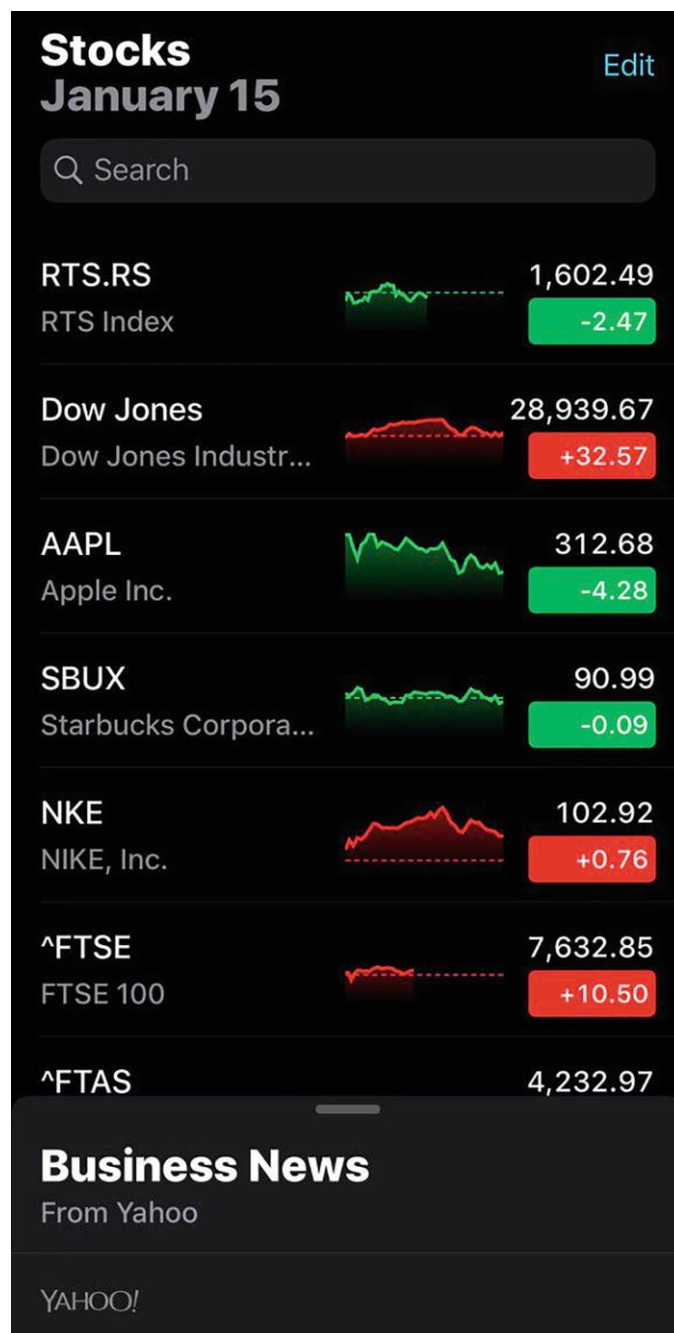 Stocks
Edit
January 15
Search
RTS.RS
1,602.49
RTS Index
-2.47
Dow Jones
28,939.67
Dow Jones Industr...
+32.57
AAPL
312.68
Apple Inc.
-4.28
SBUX
90.99
Starbucks Corpora...
-0.09
NKE
102.92
NIKE, Inc.
+0.76
^FTSE
7,632.85
FTSE 100
+10.50
^FTAS
4,232.97
Business News
From Yahoo
YAHOO!